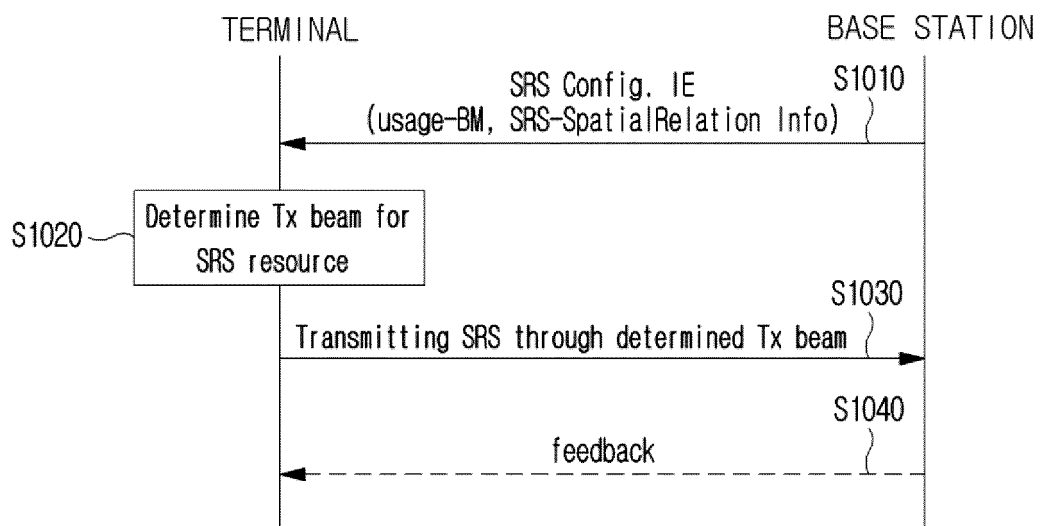 TERMINAL
BASE STATION
S1010
SRS Config. IE
(usage-BM, SRS-SpatialRelation Info)
S1020
Determine Tx beam for
SRS resource
S1030
Transmitting SRS through determined Tx beam
S1040
feedback